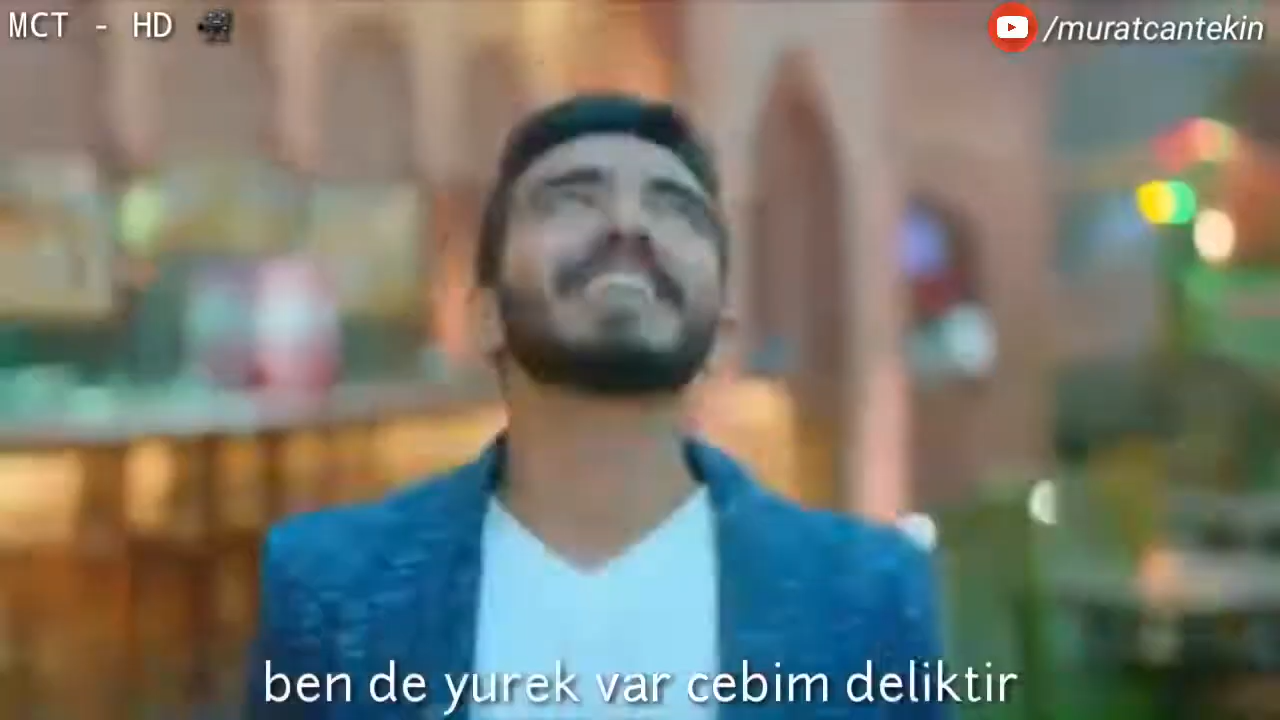 MCT - HD
/muratcantekin
ben de yurek var cebim deliktir